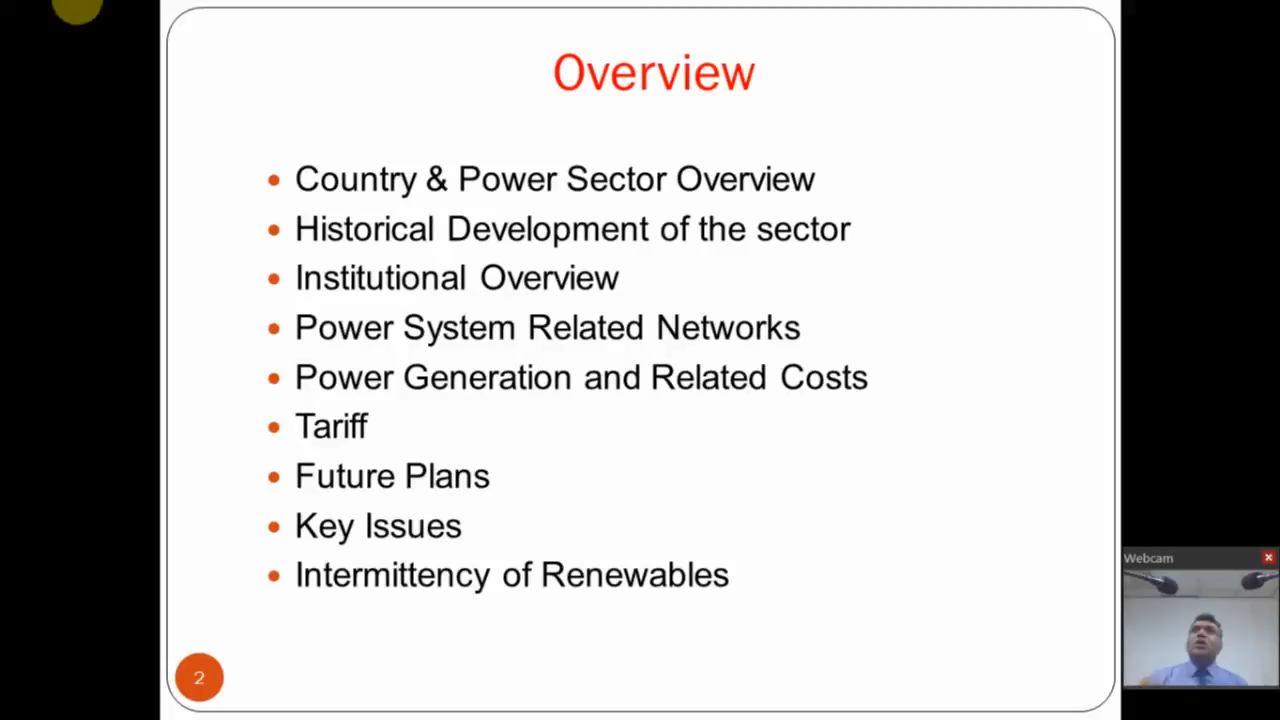 Overview
Country & Power Sector Overview
Historical Development of the sector
Institutional Overview
Power System Related Networks
Power Generation and Related Costs
Tariff
Future Plans
Key Issues
Intermittency of Renewables
2
Webcam